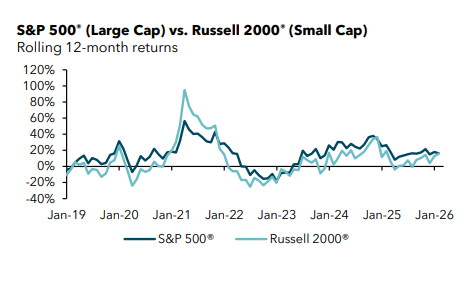 S&P 500® (Large Cap) vs. Russell 2000® (Small Cap)
Rolling 12-month returns
120%
100%
80%
60%
40%
20%
0%
-20%
-40%
Jan-19 Jan-20 Jan-21 Jan-22 Jan-23 Jan-24 Jan-25 Jan-26
S&P 500® Russell 2000®